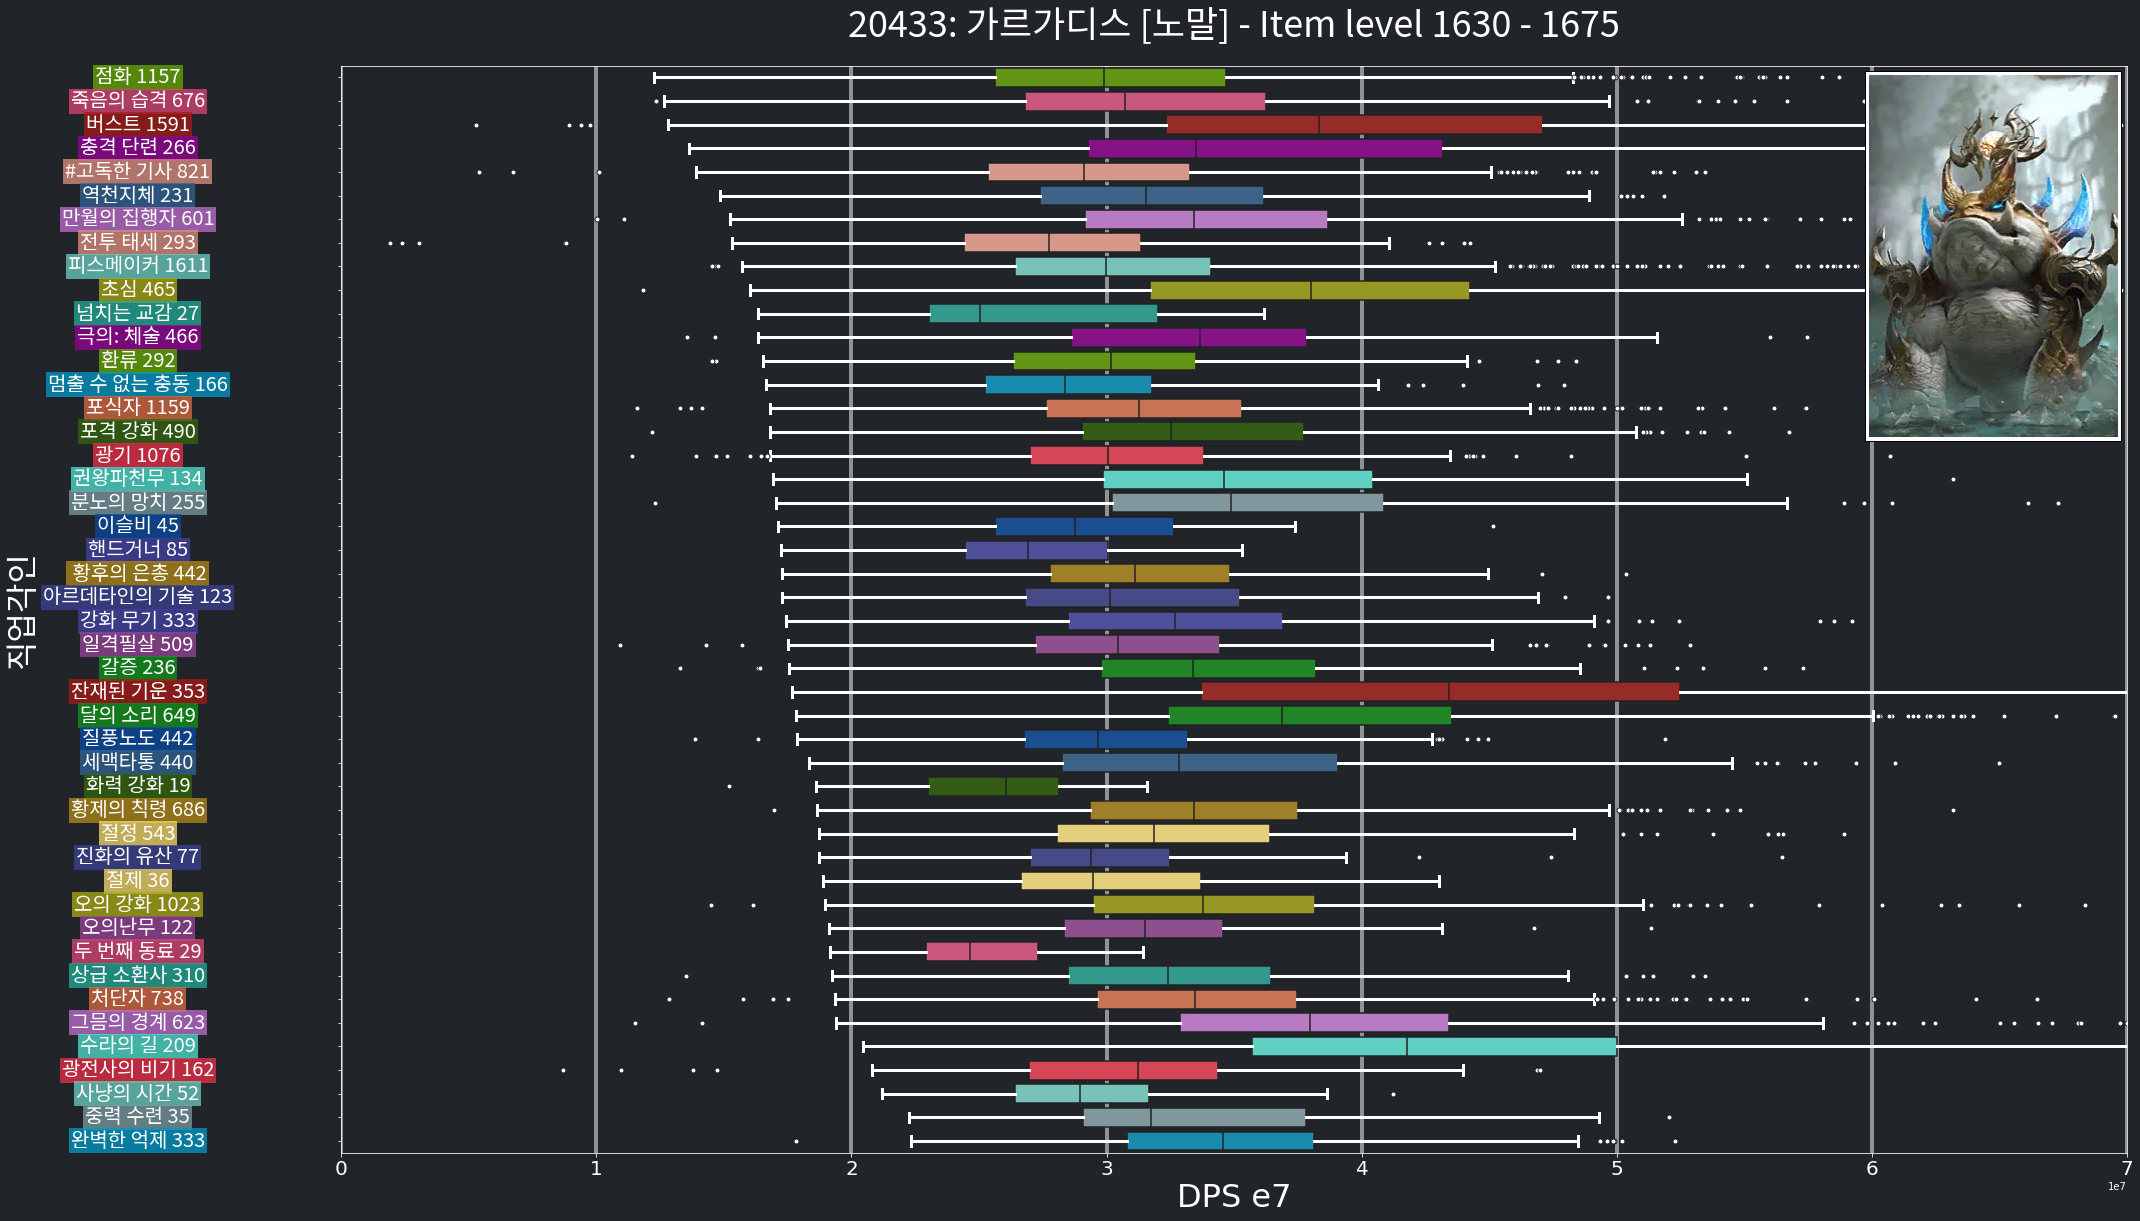 20433: 가르가디스 [노말] - Item level 1630 - 1675
점화 1157
죽음의 습격 676
버스트 1591
충격 단련 266
#고독한 기사 821
역천지체 231
만월의 집행자 601
전투 태세 293
피스메이커 1611
초심 465
넘치는 교감 27
극의: 체술 466
환류 292
멈출 수 없는 충동 166
포식자 1159
포격 강화 490
광기 1076
권왕파천무 134
분노의 망치 255
이슬비 45
핸드거너 85
황후의 은총 442
아르데타인의 기술 123
강화 무기 333
일격필살 509
갈증 236
잔재된 기운 353
달의 소리 649
질풍노도 442
세맥타통 440
화력 강화 19
황제의 칙령 686
절정 543
진화의 유산 77
절제 36
오의 강화 1023
오의난무 122
두 번째 동료 29
상급 소환사 310
처단자 738
그믐의 경계 623
수라의 길 209
광전사의 비기 162
사냥의 시간 52
중력 수련 35
완벽한 억제 333
직업각인
0 1 2 3 4 5 6 7
DPS e7
1e7